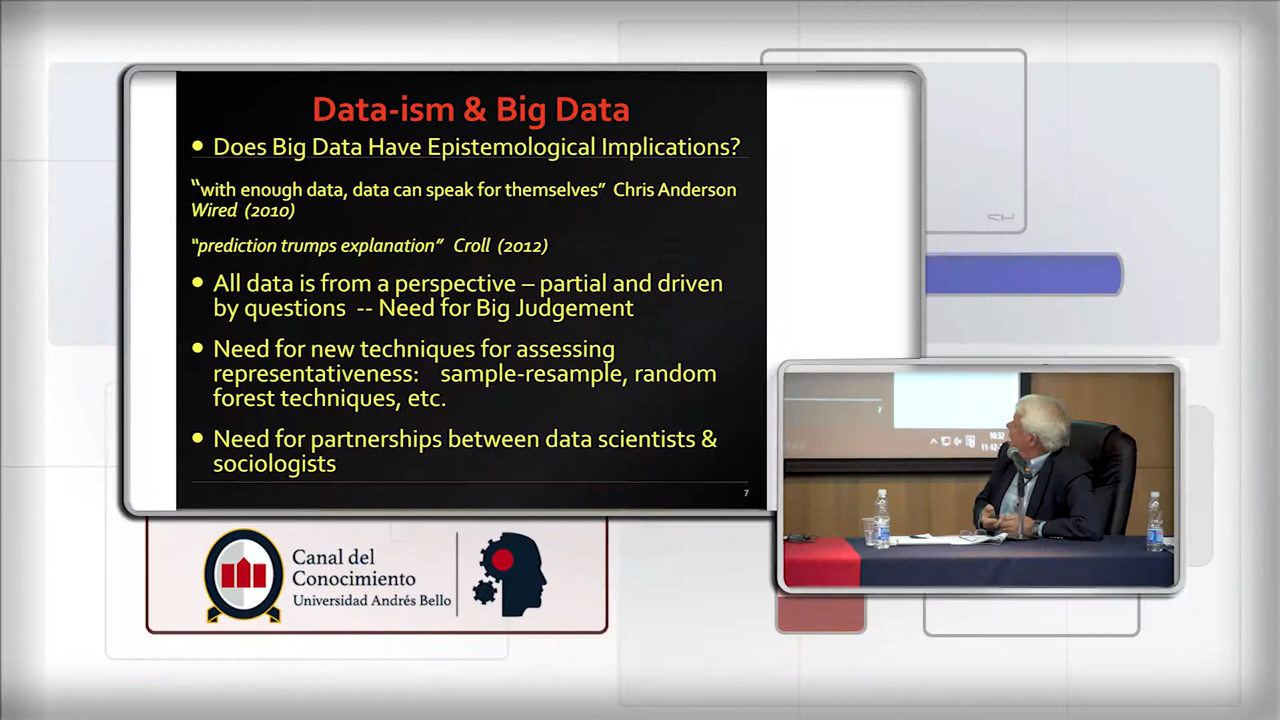 Data-ism & Big Data
• Does Big Data Have Epistemological Implications?
“with enough data, data can speak for themselves” Chris Anderson
Wired (2010)
“prediction trumps explanation” Croll (2012)
• All data is from a perspective – partial and driven
by questions -- Need for Big Judgement
• Need for new techniques for assessing
representativeness: sample-resample, random
forest techniques, etc.
• Need for partnerships between data scientists &
sociologists
7
7
10:32
Canal del
Conocimiento
Universidad Andrés Bello